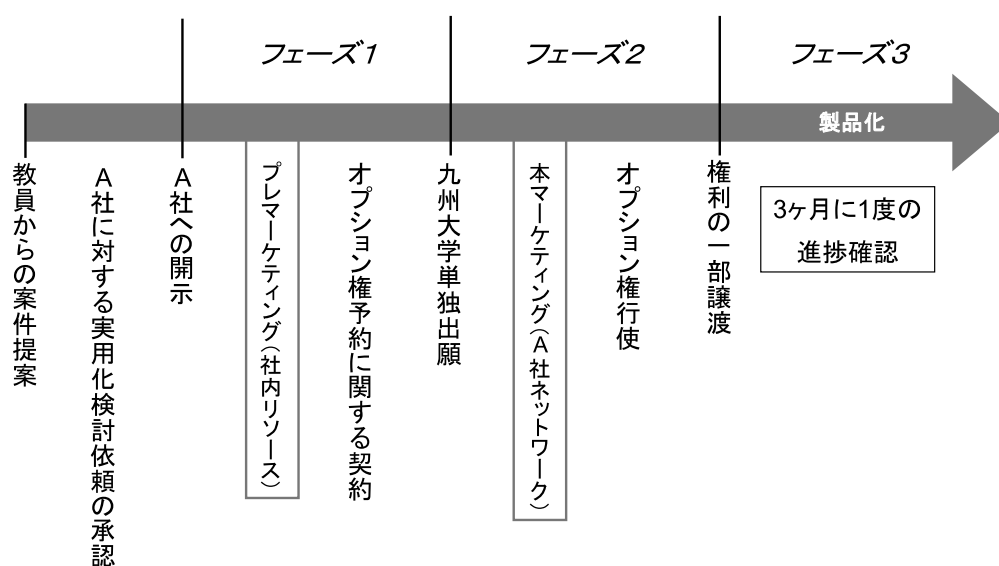 フェーズ1
フェーズ2
フェーズ3
製品化
教員からの案件提案
A社に対する実用化検討依頼の承認
A社への開示
プレマーケティング(社内リソース)
オプション権予約に関する契約
九州大学単独出願
本マーケティング(A社ネットワーク)
オプション権行使
権利の一部譲渡
3ヶ月に1度の
進捗確認